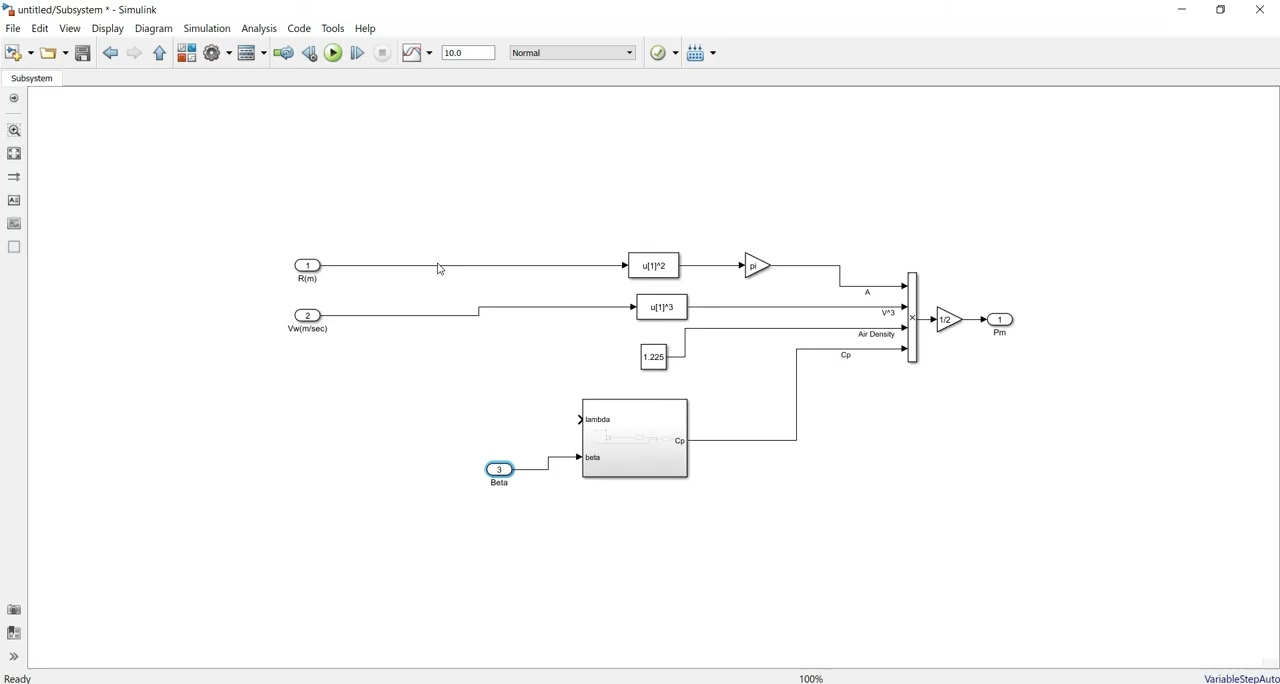 untitled/Subsystem * - Simulink
File Edit View Display Diagram Simulation Analysis Code Tools Help
10.0 Normal
Subsystem
1
R(m)
u[1]^2
pi
A
2
Vw(m/sec)
u[1]^3
V^3
1.225
Air Density
Cp
×
1/2
1
Pm
lambda
Cp
beta
3
Beta
Ready 100% VariableStepAuto